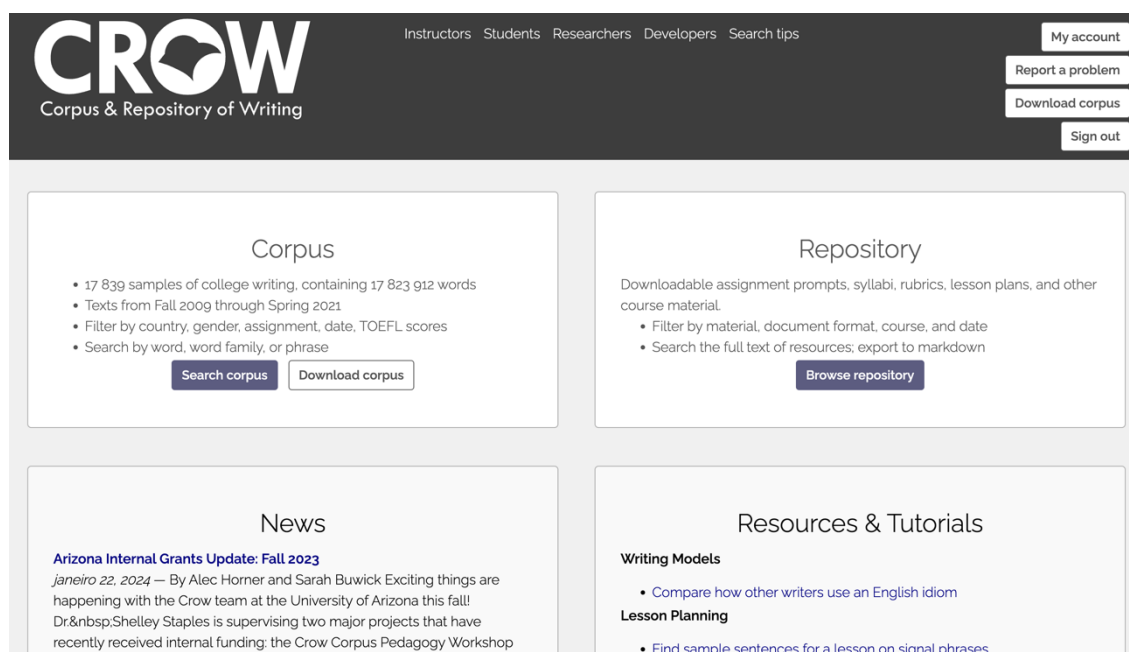 CROW
Corpus & Repository of Writing
Instructors Students Researchers Developers Search tips
My account
Report a problem
Download corpus
Sign out
Corpus
• 17 839 samples of college writing, containing 17 823 912 words
• Texts from Fall 2009 through Spring 2021
• Filter by country, gender, assignment, date, TOEFL scores
• Search by word, word family, or phrase
Search corpus Download corpus
Repository
Downloadable assignment prompts, syllabi, rubrics, lesson plans, and other
course material.
• Filter by material, document format, course, and date
• Search the full text of resources; export to markdown
Browse repository
News
Arizona Internal Grants Update: Fall 2023
janeiro 22, 2024 — By Alec Horner and Sarah Buwick Exciting things are
happening with the Crow team at the University of Arizona this fall!
Dr.&nbsp;Shelley Staples is supervising two major projects that have
recently received internal funding: the Crow Corpus Pedagogy Workshop
Resources & Tutorials
Writing Models
• Compare how other writers use an English idiom
Lesson Planning
• Find sample sentences for a lesson on signal phrases